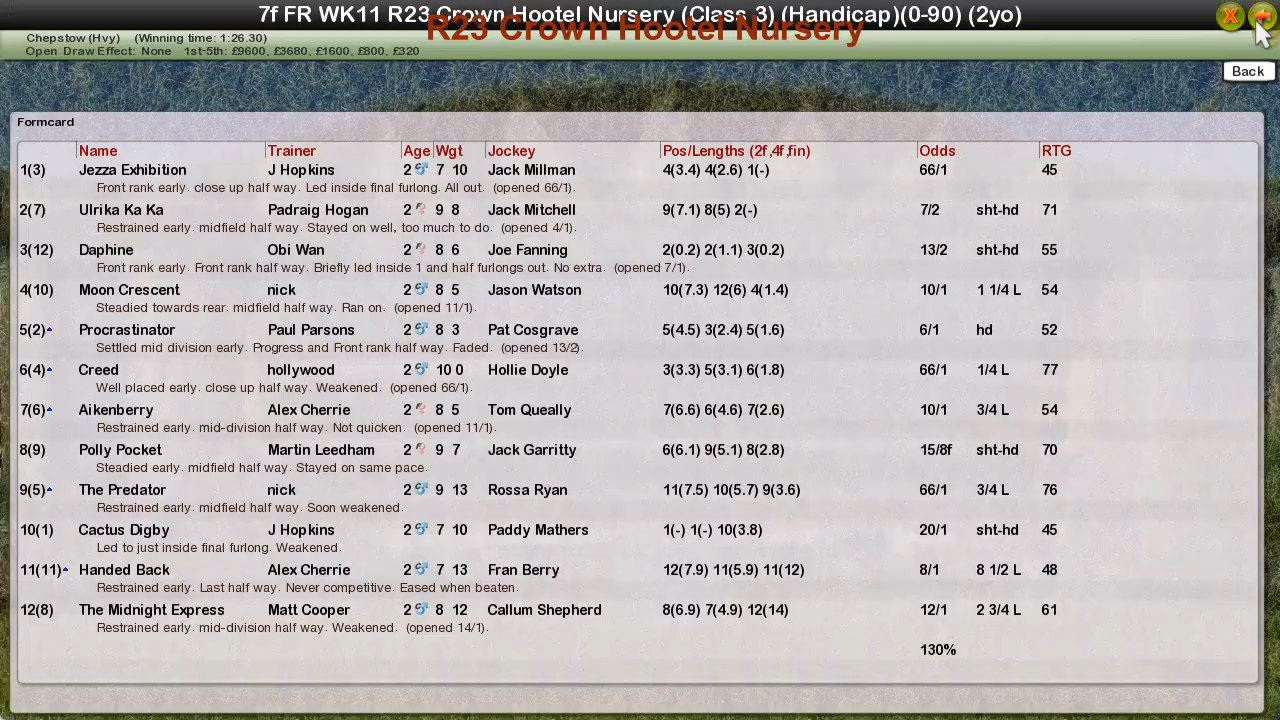 7f FR WK11 R23 Crown Hootel Nursery (Class 3) (Handicap)(0-90) (2yo)
R23 Crown Hootel Nursery
Chepstow (Hvy) (Winning time: 1:26.30)
Open Draw Effect: None 1st-5th: £9600, £3680, £1600, £800, £320
Back
Formcard
Name Trainer Age Wgt Jockey Pos/Lengths (2f,4f,fin) Odds RTG
1(3) Jezza Exhibition J Hopkins 2 7 10 Jack Millman 4(3.4) 4(2.6) 1(-) 66/1 45
Front rank early. close up half way. Led inside final furlong. All out. (opened 66/1).
2(7) Ulrika Ka Ka Padraig Hogan 2 9 8 Jack Mitchell 9(7.1) 8(5) 2(-) 7/2 sht-hd 71
Restrained early. midfield half way. Stayed on well, too much to do. (opened 4/1).
3(12) Daphine Obi Wan 2 8 6 Joe Fanning 2(0.2) 2(1.1) 3(0.2) 13/2 sht-hd 55
Front rank early. Front rank half way. Briefly led inside 1 and half furlongs out. No extra. (opened 7/1).
4(10) Moon Crescent nick 2 8 5 Jason Watson 10(7.3) 12(6) 4(1.4) 10/1 1 1/4 L 54
Steadied towards rear. midfield half way. Ran on. (opened 11/1).
5(2) Procrastinator Paul Parsons 2 8 3 Pat Cosgrave 5(4.5) 3(2.4) 5(1.6) 6/1 hd 52
Settled mid division early. Progress and Front rank half way. Faded. (opened 13/2).
6(4) Creed hollywood 2 10 0 Hollie Doyle 3(3.3) 5(3.1) 6(1.8) 66/1 1/4 L 77
Well placed early. close up half way. Weakened. (opened 66/1).
7(6) Aikenberry Alex Cherrie 2 8 5 Tom Queally 7(6.6) 6(4.6) 7(2.6) 10/1 3/4 L 54
Restrained early. mid-division half way. Not quicken. (opened 11/1).
8(9) Polly Pocket Martin Leedham 2 9 7 Jack Garritty 6(6.1) 9(5.1) 8(2.8) 15/8f sht-hd 70
Steadied early. midfield half way. Stayed on same pace.
9(5) The Predator nick 2 9 13 Rossa Ryan 11(7.5) 10(5.7) 9(3.6) 66/1 3/4 L 76
Restrained early. midfield half way. Soon weakened.
10(1) Cactus Digby J Hopkins 2 7 10 Paddy Mathers 1(-) 1(-) 10(3.8) 20/1 sht-hd 45
Led to just inside final furlong. Weakened.
11(11) Handed Back Alex Cherrie 2 7 13 Fran Berry 12(7.9) 11(5.9) 11(12) 8/1 8 1/2 L 48
Restrained early. Last half way. Never competitive. Eased when beaten.
12(8) The Midnight Express Matt Cooper 2 8 12 Callum Shepherd 8(6.9) 7(4.9) 12(14) 12/1 2 3/4 L 61
Restrained early. mid-division half way. Weakened. (opened 14/1).
130%